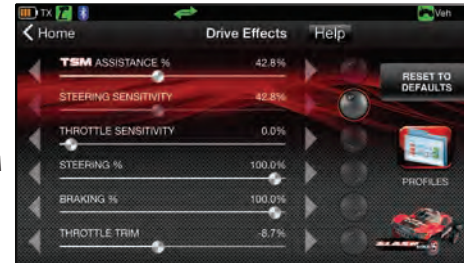 TX Veh
Home Drive Effects Help
TSM ASSISTANCE % 42.8%
STEERING SENSITIVITY 42.8%
THROTTLE SENSITIVITY 0.0%
STEERING % 100.0%
BRAKING % 100.0%
THROTTLE TRIM -8.7%
RESET TO
DEFAULTS
PROFILES
SLASH